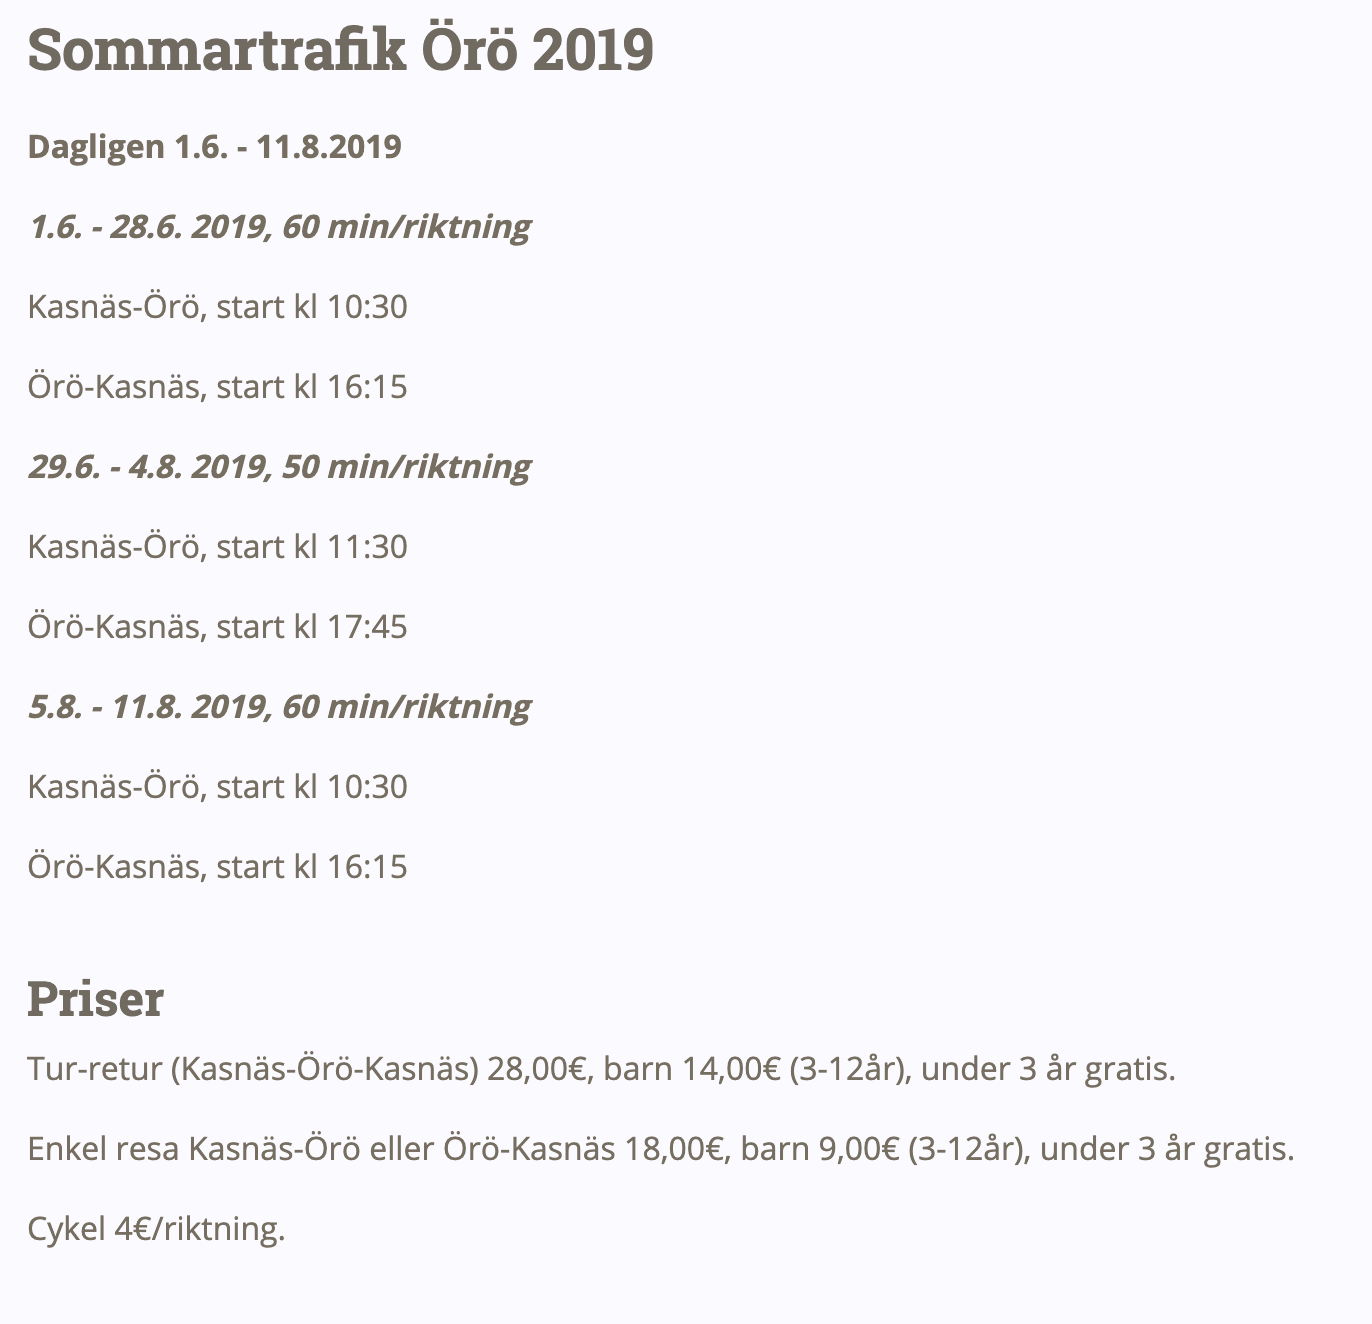 Sommartrafik Örö 2019
Dagligen 1.6. - 11.8.2019
1.6. - 28.6. 2019, 60 min/riktning
Kasnäs-Örö, start kl 10:30
Örö-Kasnäs, start kl 16:15
29.6. - 4.8. 2019, 50 min/riktning
Kasnäs-Örö, start kl 11:30
Örö-Kasnäs, start kl 17:45
5.8. - 11.8. 2019, 60 min/riktning
Kasnäs-Örö, start kl 10:30
Örö-Kasnäs, start kl 16:15
Priser
Tur-retur (Kasnäs-Örö-Kasnäs) 28,00€, barn 14,00€ (3-12år), under 3 år gratis.
Enkel resa Kasnäs-Örö eller Örö-Kasnäs 18,00€, barn 9,00€ (3-12år), under 3 år gratis.
Cykel 4€/riktning.